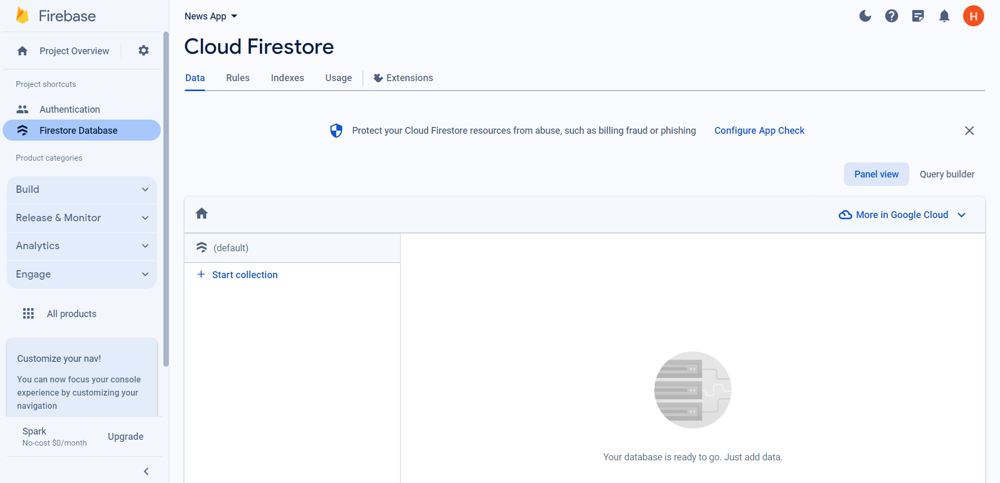 Firebase
Project Overview
Project shortcuts
Authentication
Firestore Database
Product categories
Build
Release & Monitor
Analytics
Engage
All products
Customize your nav!
You can now focus your console
experience by customizing your
navigation
Spark
No-cost $0/month
Upgrade
News App
H
Cloud Firestore
Data Rules Indexes Usage Extensions
Protect your Cloud Firestore resources from abuse, such as billing fraud or phishing Configure App Check
Panel view Query builder
More in Google Cloud
(default)
Start collection
Your database is ready to go. Just add data.